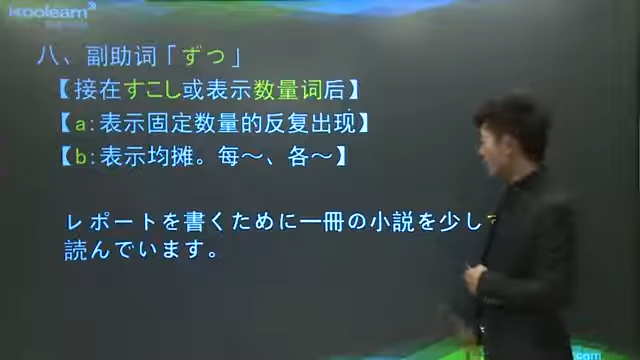 koolearn
八、副助词「ずつ」
【接在すこし或表示数量词后】
【a:表示固定数量的反复出现】
【b:表示均摊。每～、各～】
レポートを書くために一冊の小説を少し
読んでいます。
.com